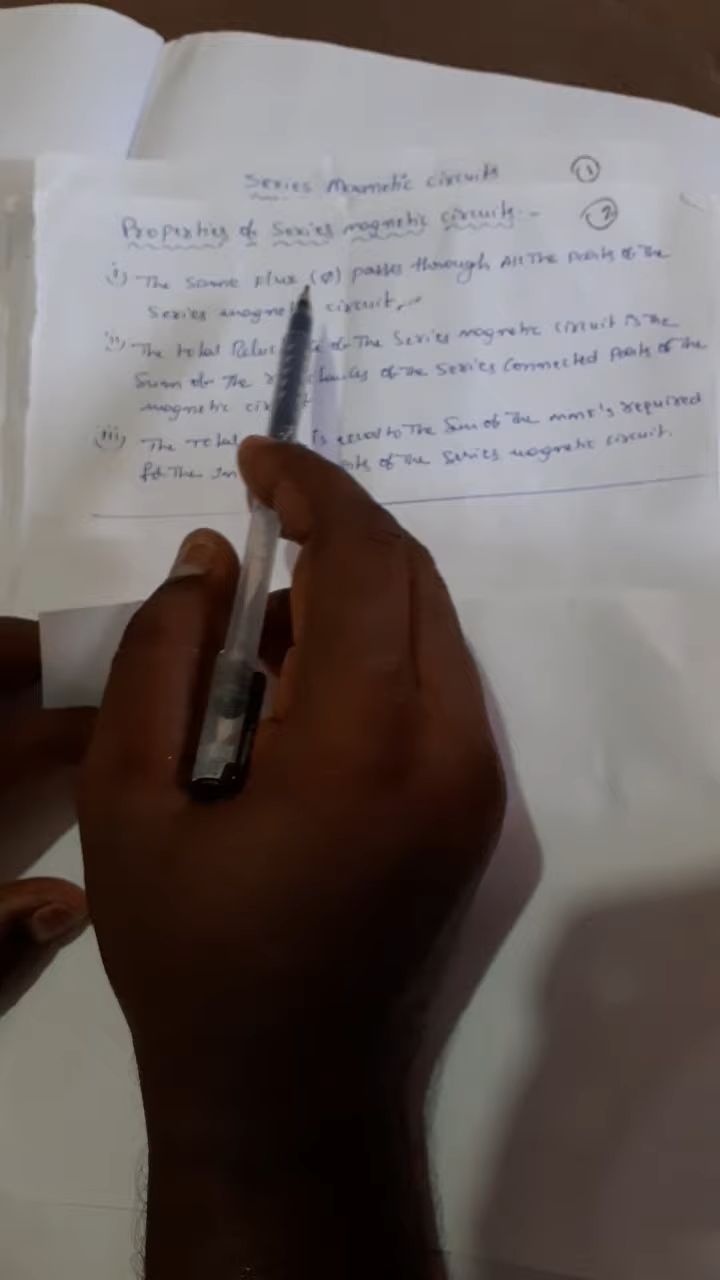 Series Magnetic circuits ①
Properties of Series magnetic circuits:- ②
i) The same flux (Φ) passes through All The parts of The
Series circuit.
ii) The total of The Series magnetic circuit is The
Sum of The of The Series Connected parts of The
magnetic
iii) The total is equal to The Sum of The mmf's required
for The of The Series magnetic circuit.